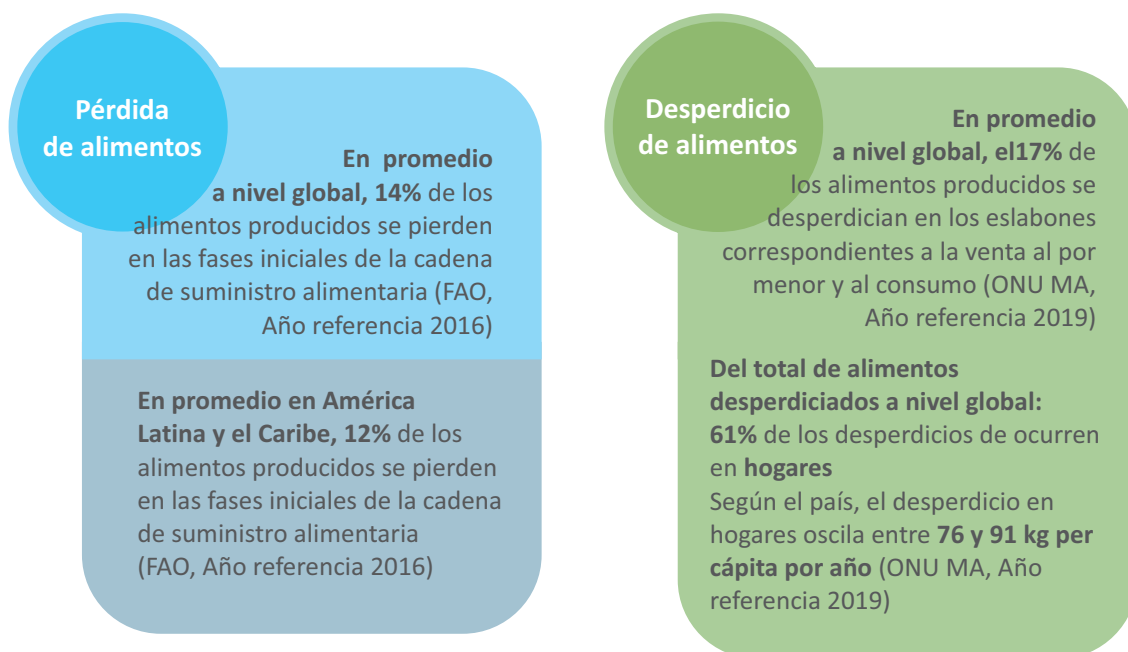 Pérdida
de alimentos
En promedio
a nivel global, 14% de los
alimentos producidos se pierden
en las fases iniciales de la cadena
de suministro alimentaria (FAO,
Año referencia 2016)
En promedio en América
Latina y el Caribe, 12% de los
alimentos producidos se pierden
en las fases iniciales de la cadena
de suministro alimentaria
(FAO, Año referencia 2016)
Desperdicio
de alimentos
En promedio
a nivel global, el17% de
los alimentos producidos se
desperdician en los eslabones
correspondientes a la venta al por
menor y al consumo (ONU MA,
Año referencia 2019)
Del total de alimentos
desperdiciados a nivel global:
61% de los desperdicios de ocurren
en hogares
Según el país, el desperdicio en
hogares oscila entre 76 y 91 kg per
cápita por año (ONU MA, Año
referencia 2019)